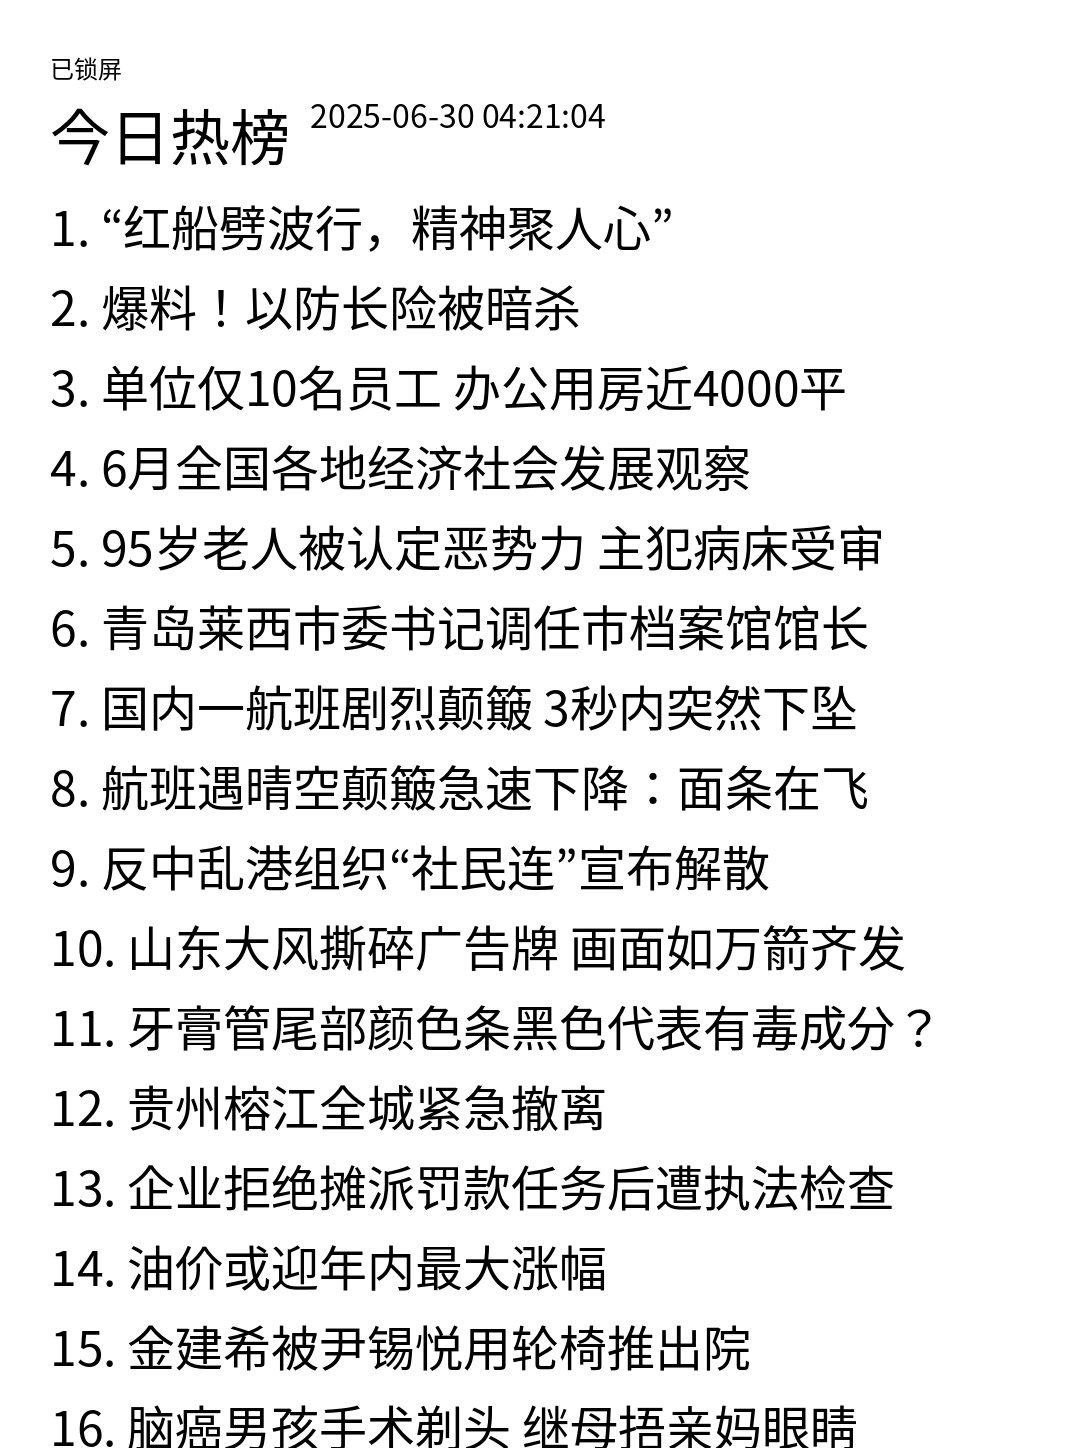 已锁屏
今日热榜 2025-06-30 04:21:04
1. “红船劈波行，精神聚人心”
2. 爆料！以防长险被暗杀
3. 单位仅10名员工 办公用房近4000平
4. 6月全国各地经济社会发展观察
5. 95岁老人被认定恶势力 主犯病床受审
6. 青岛莱西市委书记调任市档案馆馆长
7. 国内一航班剧烈颠簸 3秒内突然下坠
8. 航班遇晴空颠簸急速下降：面条在飞
9. 反中乱港组织“社民连”宣布解散
10. 山东大风撕碎广告牌 画面如万箭齐发
11. 牙膏管尾部颜色条黑色代表有毒成分？
12. 贵州榕江全城紧急撤离
13. 企业拒绝摊派罚款任务后遭执法检查
14. 油价或迎年内最大涨幅
15. 金建希被尹锡悦用轮椅推出院
16. 脑癌男孩手术剃头 继母捂亲妈眼睛